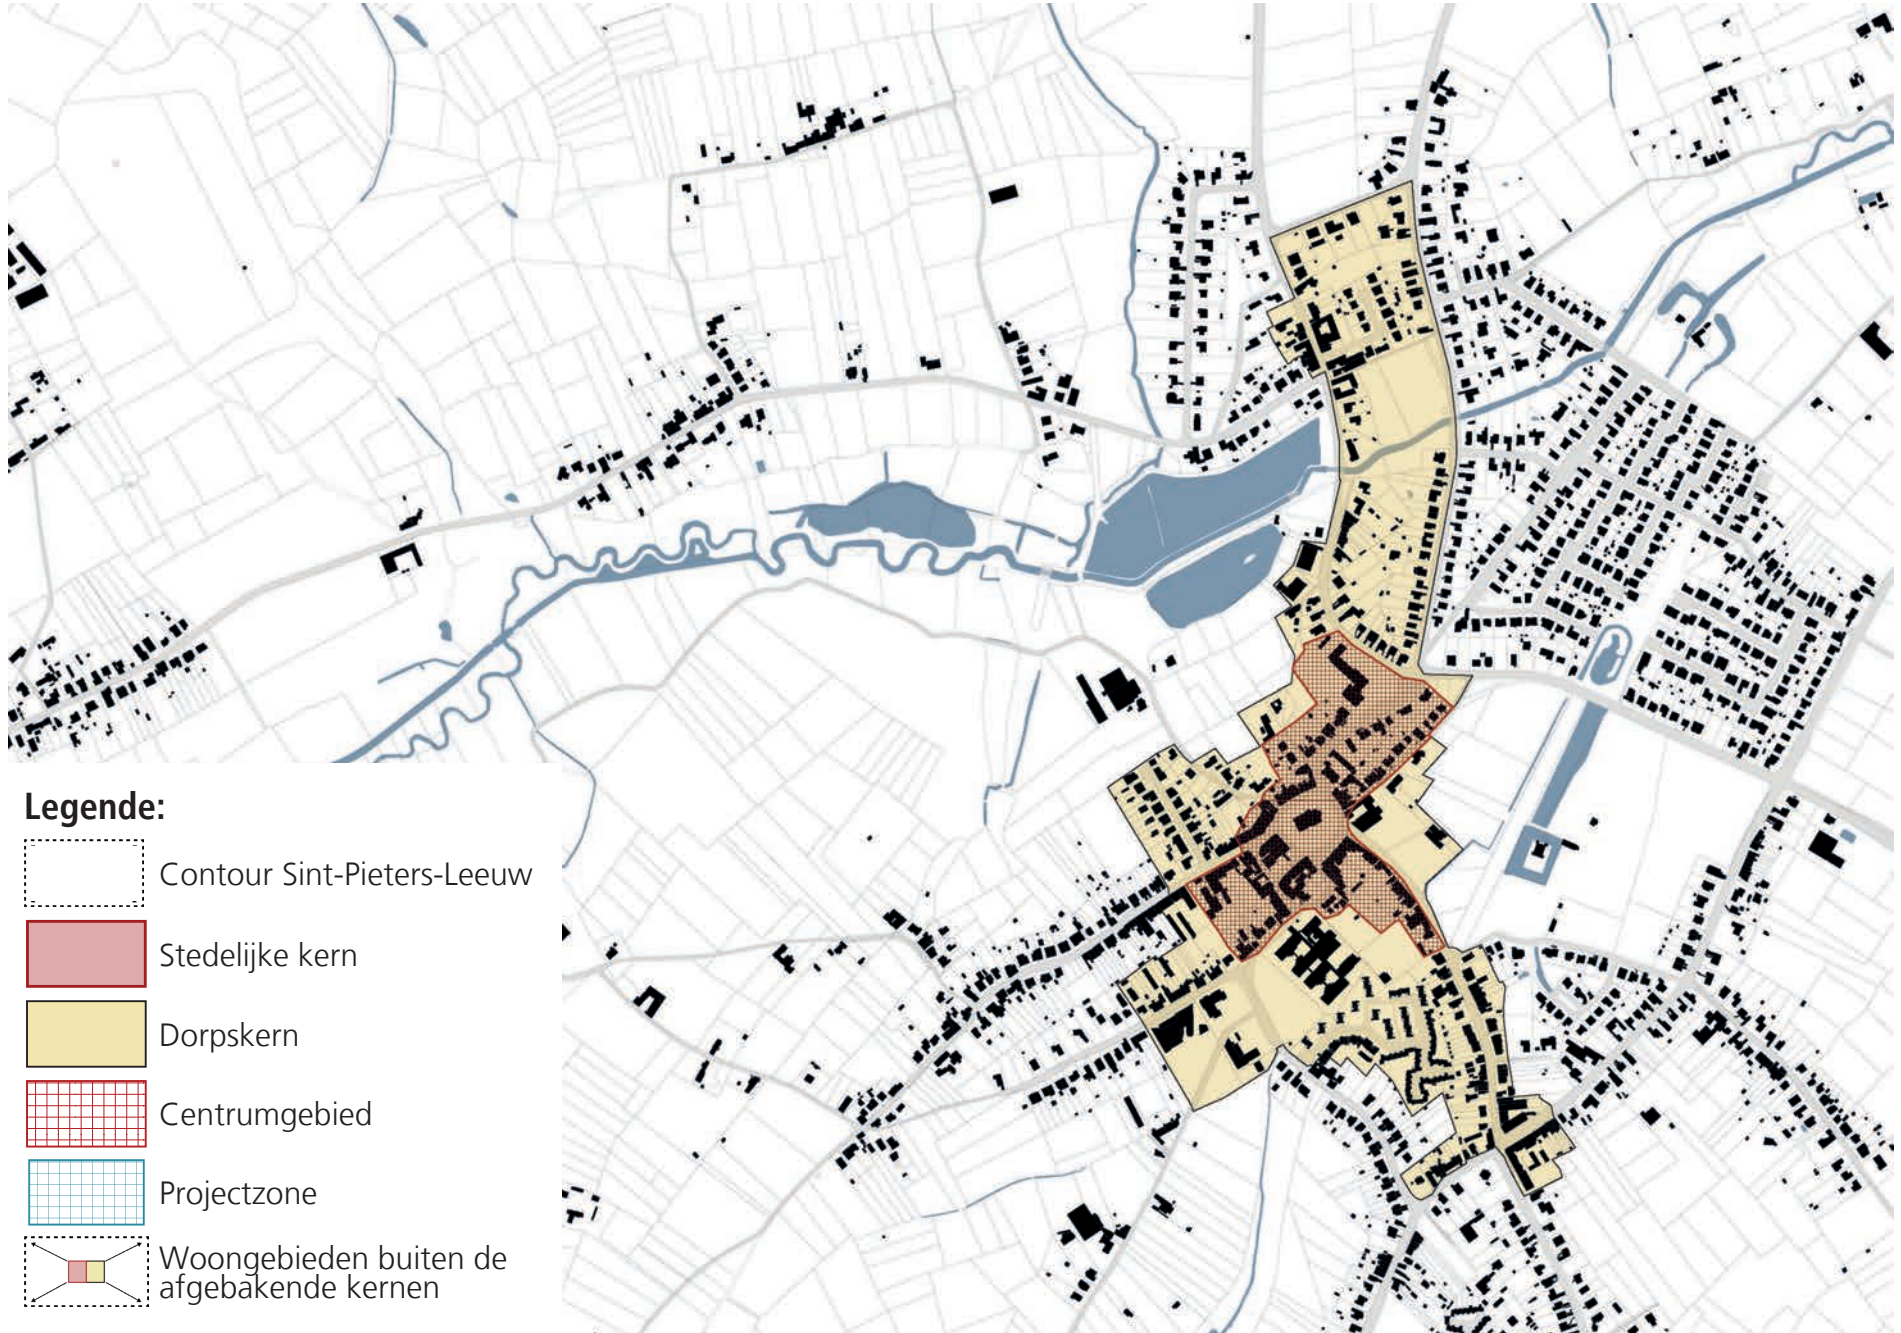 Legende:
Contour Sint-Pieters-Leeuw
Stedelijke kern
Dorpskern
Centrumgebied
Projectzone
Woongebieden buiten de
afgebakende kernen